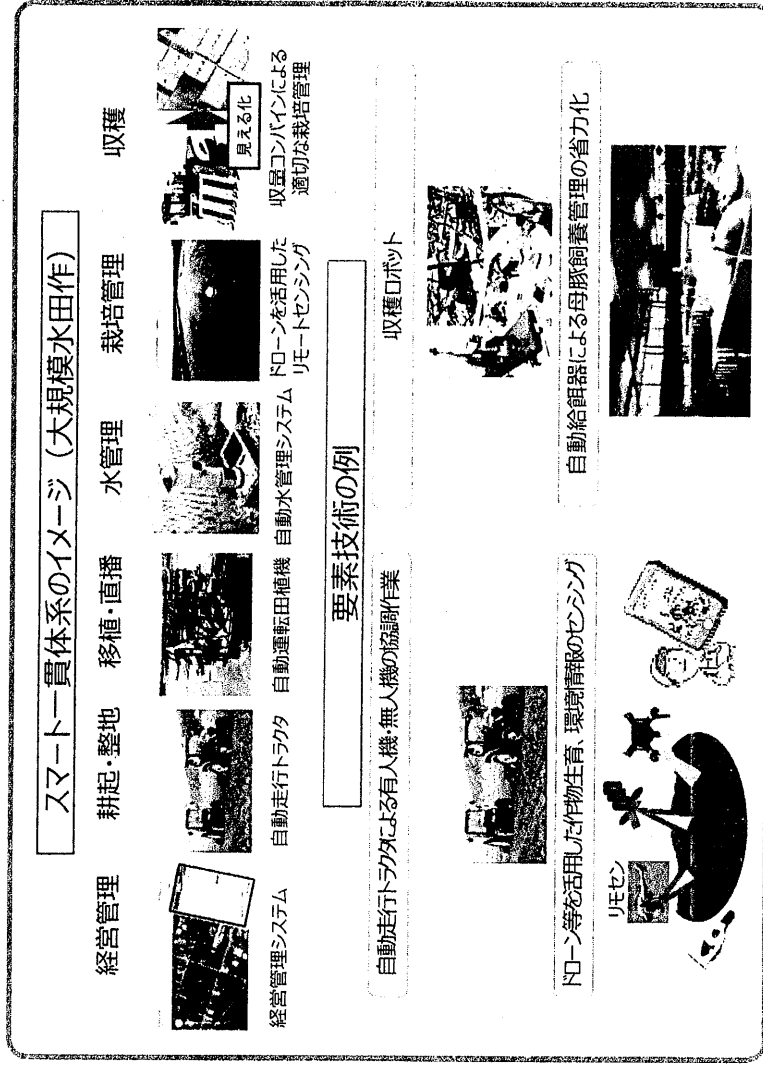 スマート一貫体系のイメージ（大規模水田作）
経営管理
耕起・整地
移植・直播
水管理
栽培管理
収穫
見える化
経営管理システム
自動走行トラクタ
自動運転田植機
自動水管理システム
ドローンを活用した
リモートセンシング
収量コンバインによる
適切な栽培管理
要素技術の例
自動走行トラクタによる有人機・無人機の協調作業
収穫ロボット
ドローン等を活用した作物生育、環境情報のセンシング
リモセン
自動給餌器による母豚飼養管理の省力化